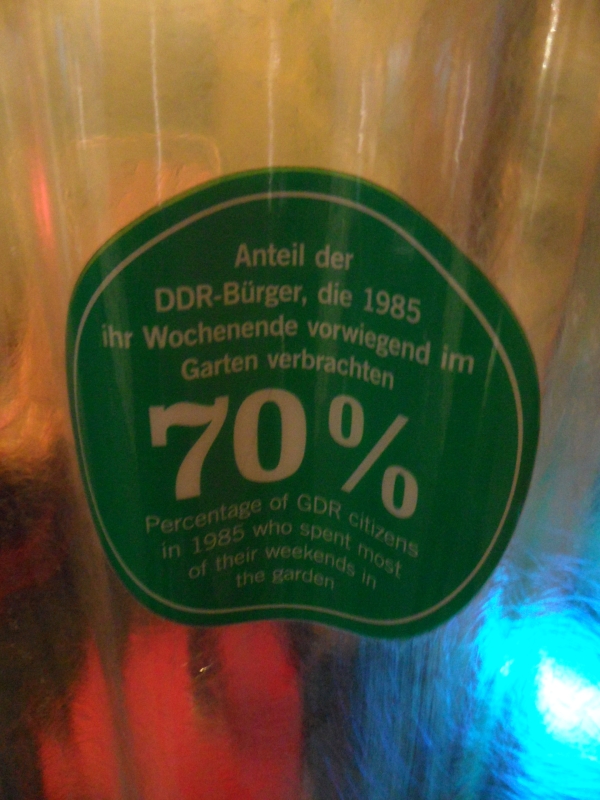 Anteil der
DDR-Bürger, die 1985
ihr Wochenende vorwiegend im
Garten verbrachten
70%
Percentage of GDR citizens
in 1985 who spent most
of their weekends in
the garden